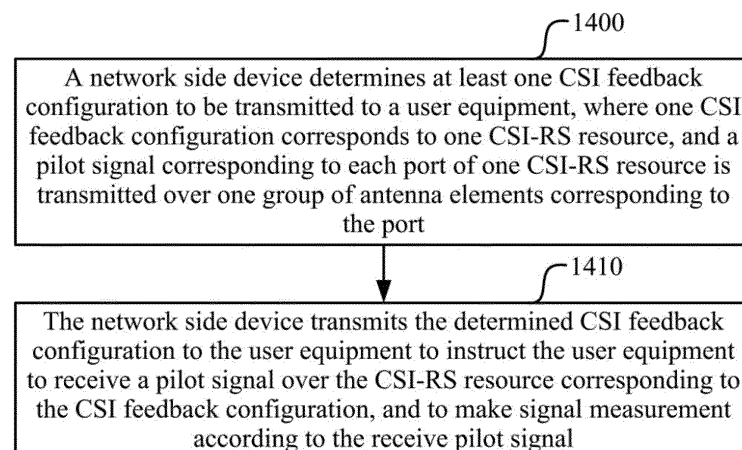 1400
A network side device determines at least one CSI feedback
configuration to be transmitted to a user equipment, where one CSI
feedback configuration corresponds to one CSI-RS resource, and a
pilot signal corresponding to each port of one CSI-RS resource is
transmitted over one group of antenna elements corresponding to
the port
1410
The network side device transmits the determined CSI feedback
configuration to the user equipment to instruct the user equipment
to receive a pilot signal over the CSI-RS resource corresponding to
the CSI feedback configuration, and to make signal measurement
according to the receive pilot signal